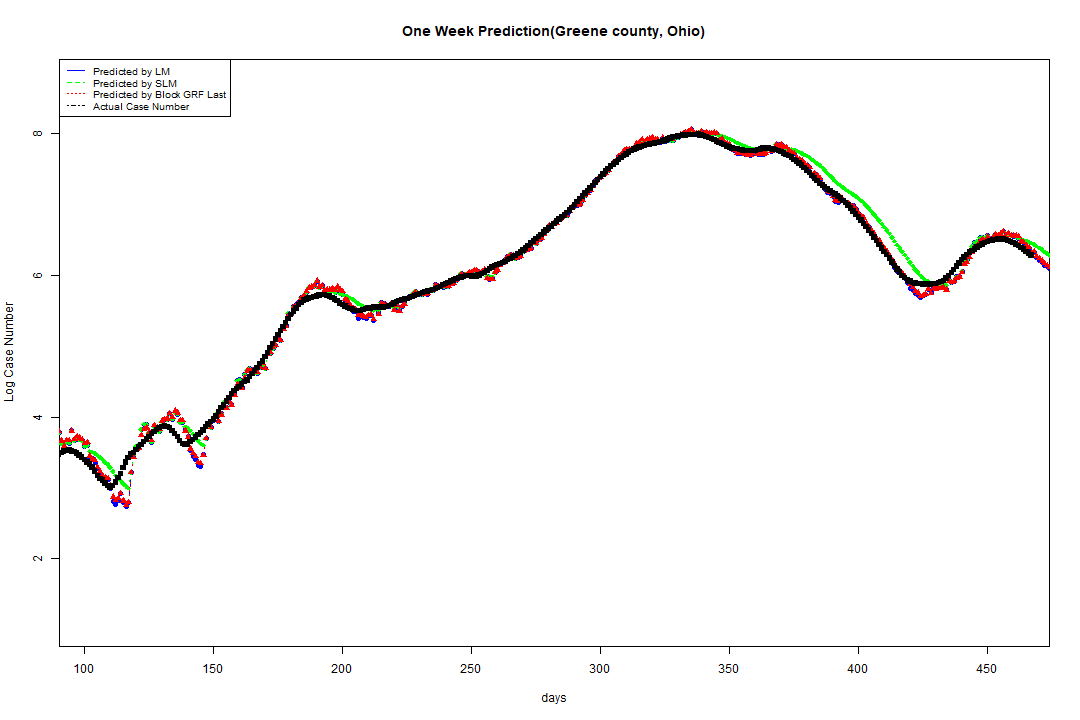 One Week Prediction(Greene county, Ohio)
Predicted by LM
Predicted by SLM
Predicted by Block GRF Last
Actual Case Number
8
6
4
2
Log Case Number
100 150 200 250 300 350 400 450
days